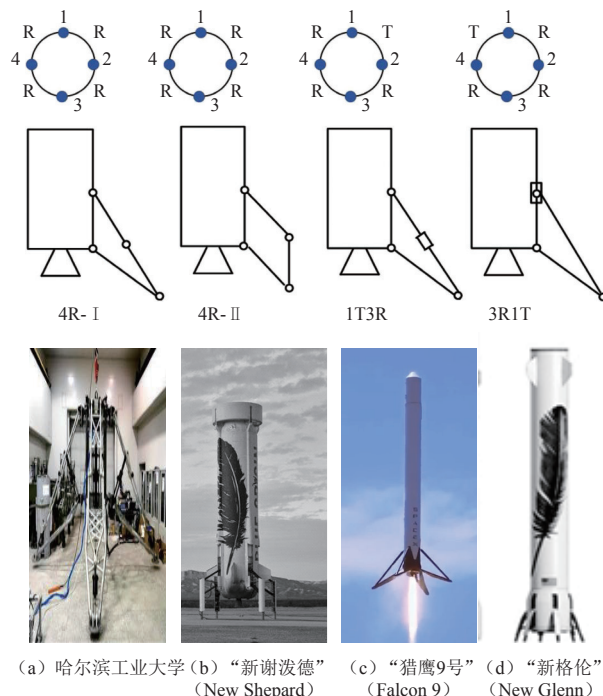 1 1 1 1
R R R R R T T R
4 2 4 2 4 2 4 2
R R R R R R R R
3 3 3 3
4R-Ⅰ 4R-Ⅱ 1T3R 3R1T
（a）哈尔滨工业大学（b）“新谢泼德” （c）“猎鹰9号” （d）“新格伦”
（New Shepard） （Falcon 9） （New Glenn）